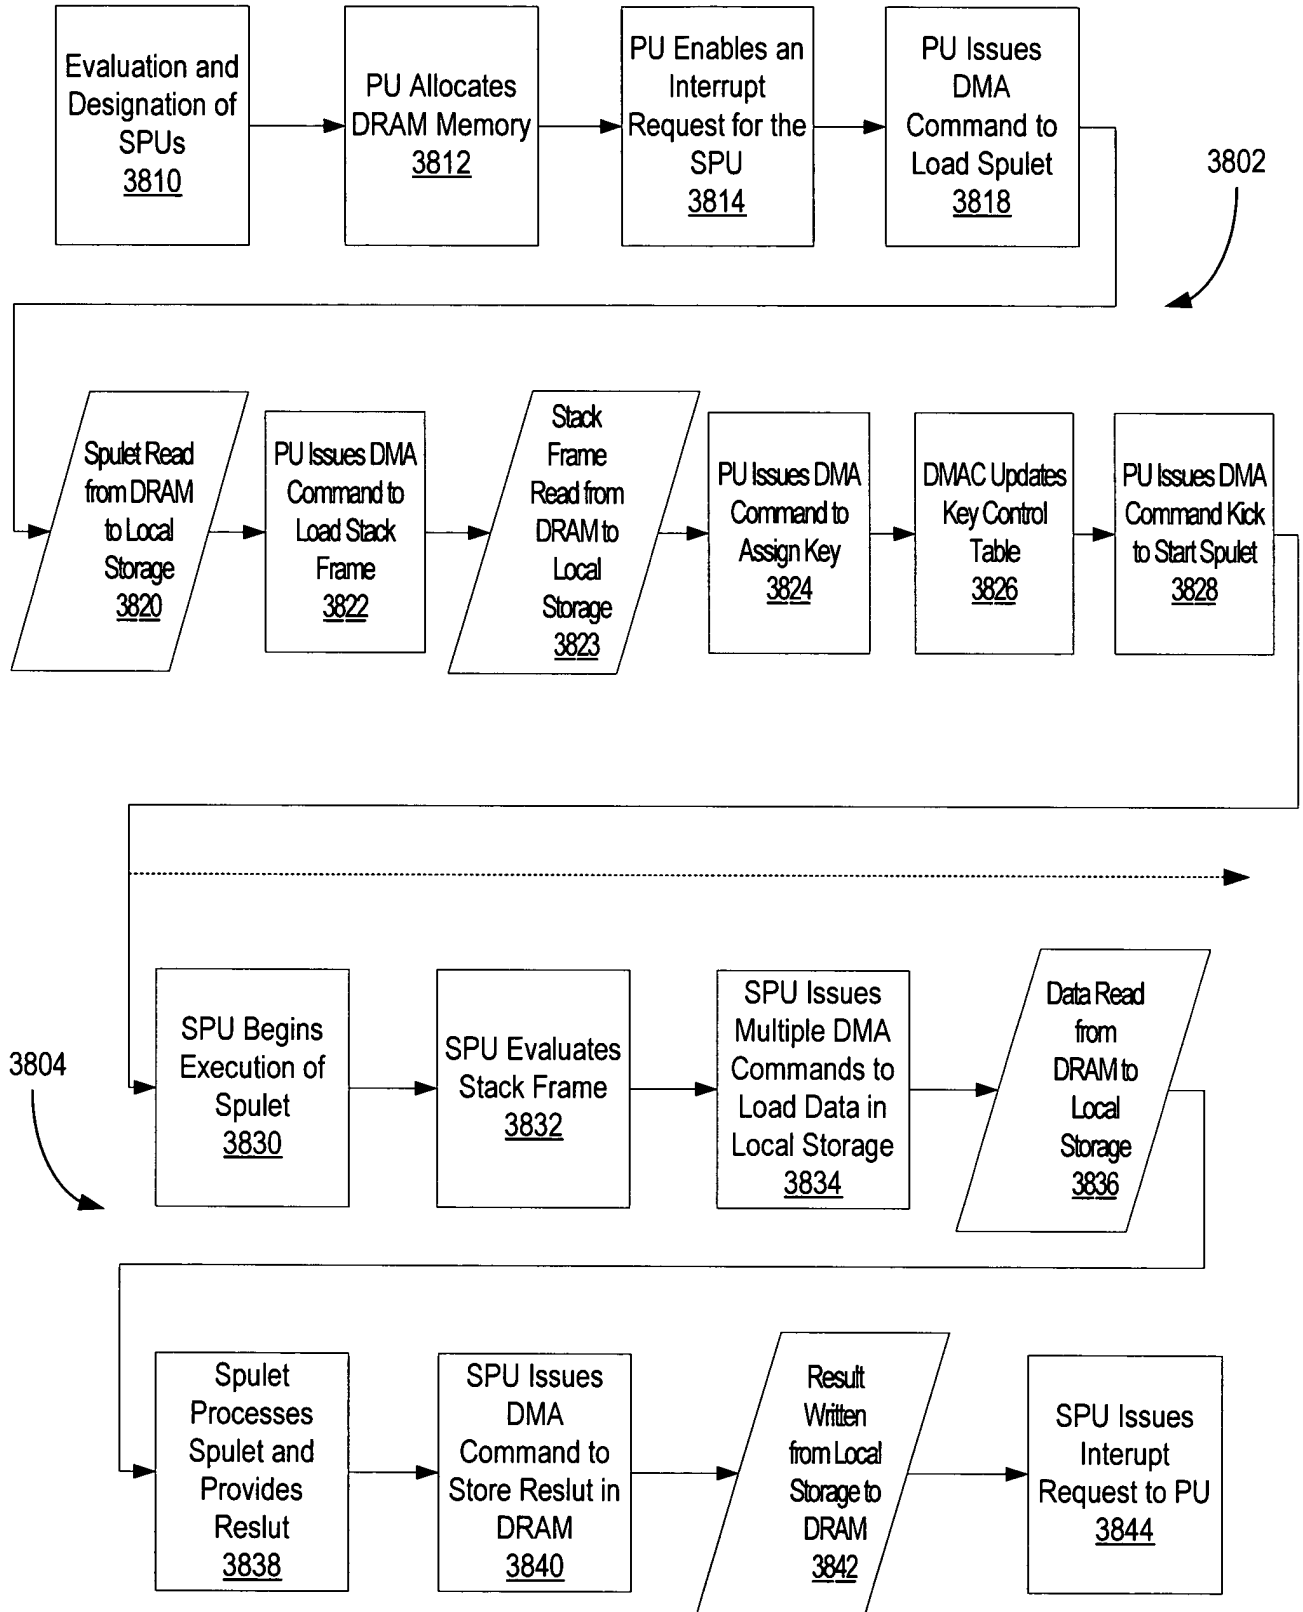 Evaluation and
Designation of
SPUs
3810
PU Allocates
DRAM Memory
3812
PU Enables an
Interrupt
Request for the
SPU
3814
PU Issues
DMA
Command to
Load Spulet
3818
3802
Spulet Read
from DRAM
to Local
Storage
3820
PU Issues DMA
Command to
Load Stack
Frame
3822
Stack
Frame
Read from
DRAM to
Local
Storage
3823
PU Issues DMA
Command to
Assign Key
3824
DMAC Updates
Key Control
Table
3826
PU Issues DMA
Command Kick
to Start Spulet
3828
3804
SPU Begins
Execution of
Spulet
3830
SPU Evaluates
Stack Frame
3832
SPU Issues
Multiple DMA
Commands to
Load Data in
Local Storage
3834
Data Read
from
DRAM to
Local
Storage
3836
Spulet
Processes
Spulet and
Provides
Reslut
3838
SPU Issues
DMA
Command to
Store Reslut in
DRAM
3840
Result
Written
from Local
Storage to
DRAM
3842
SPU Issues
Interupt
Request to PU
3844